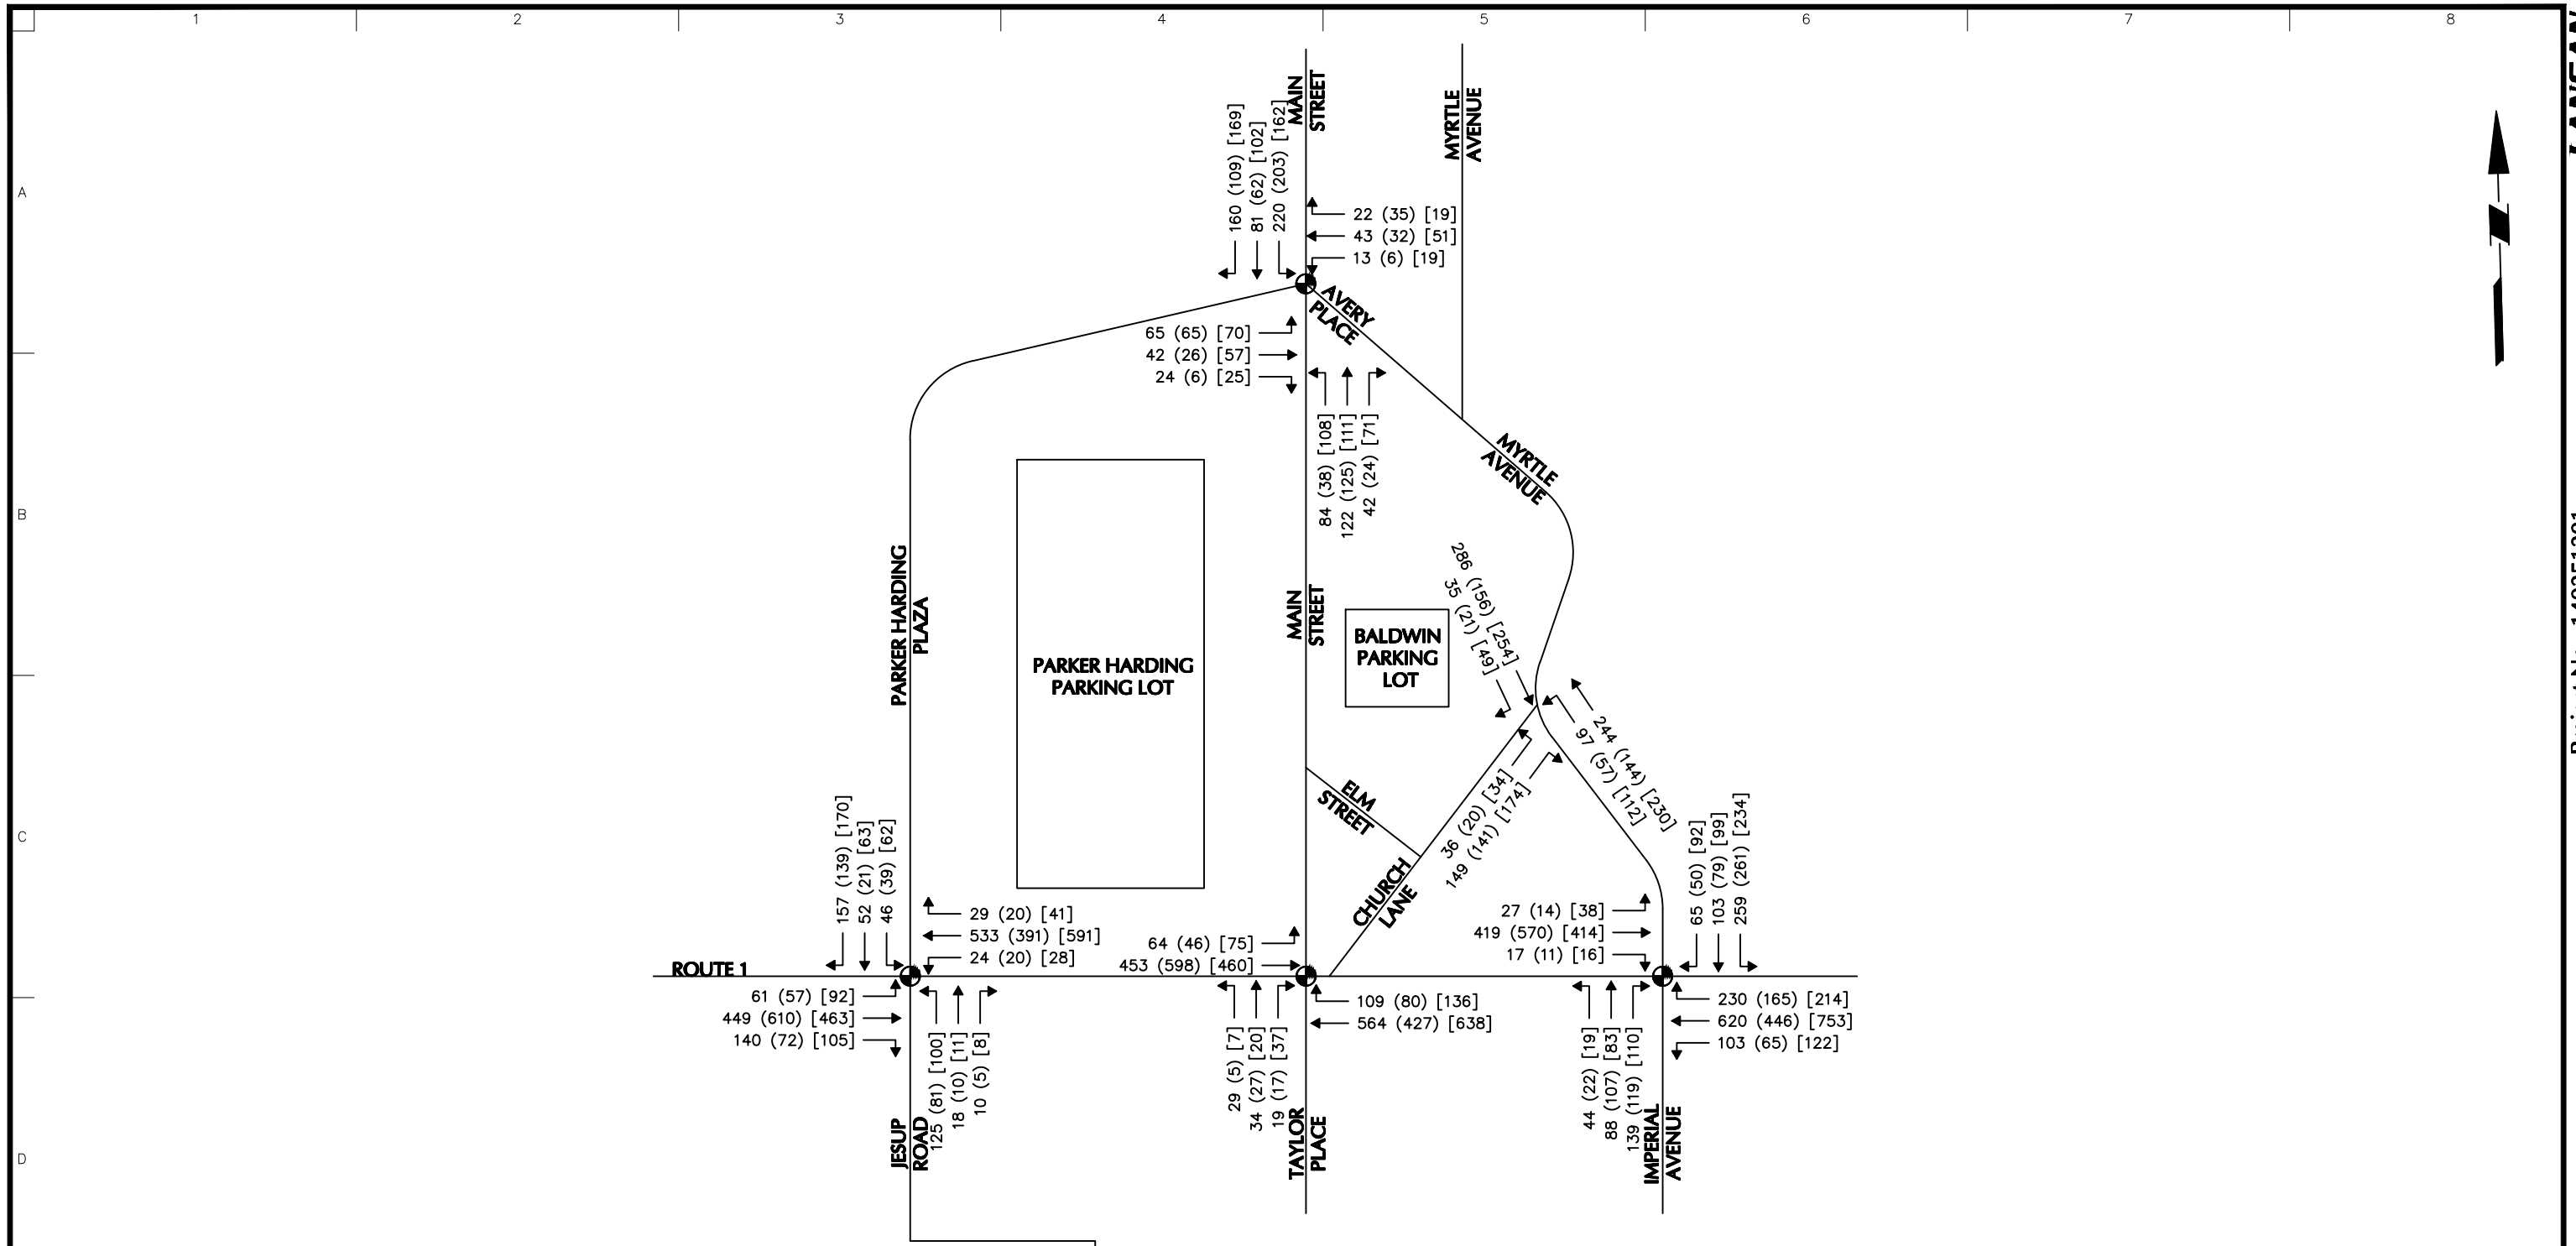 1 2 3 4 5 6 7 8
A
B
C
D
MAIN
STREET
MYRTLE
AVENUE
160 (109) [169]
81 (62) [102]
220 (203) [162]
22 (35) [19]
43 (32) [51]
13 (6) [19]
AVERY
PLACE
65 (65) [70]
42 (26) [57]
24 (6) [25]
84 (38) [108]
122 (125) [111]
42 (24) [71]
MYRTLE
AVENUE
PARKER HARDING
PLAZA
PARKER HARDING
PARKING LOT
MAIN
STREET
BALDWIN
PARKING
LOT
286 (156) [254]
35 (21) [49]
244 (144) [230]
97 (57) [112]
36 (20) [34]
149 (141) [174]
ELM
STREET
CHURCH
LANE
157 (139) [170]
52 (21) [63]
46 (39) [62]
29 (20) [41]
533 (391) [591]
24 (20) [28]
64 (46) [75]
453 (598) [460]
27 (14) [38]
419 (570) [414]
17 (11) [16]
65 (50) [92]
103 (79) [99]
259 (261) [234]
ROUTE 1
61 (57) [92]
449 (610) [463]
140 (72) [105]
125 (81) [100]
18 (10) [11]
10 (5) [8]
29 (5) [7]
34 (27) [20]
19 (17) [37]
109 (80) [136]
564 (427) [638]
44 (22) [19]
88 (107) [83]
139 (119) [110]
230 (165) [214]
620 (446) [753]
103 (65) [122]
JESUP
ROAD
TAYLOR
PLACE
IMPERIAL
AVENUE